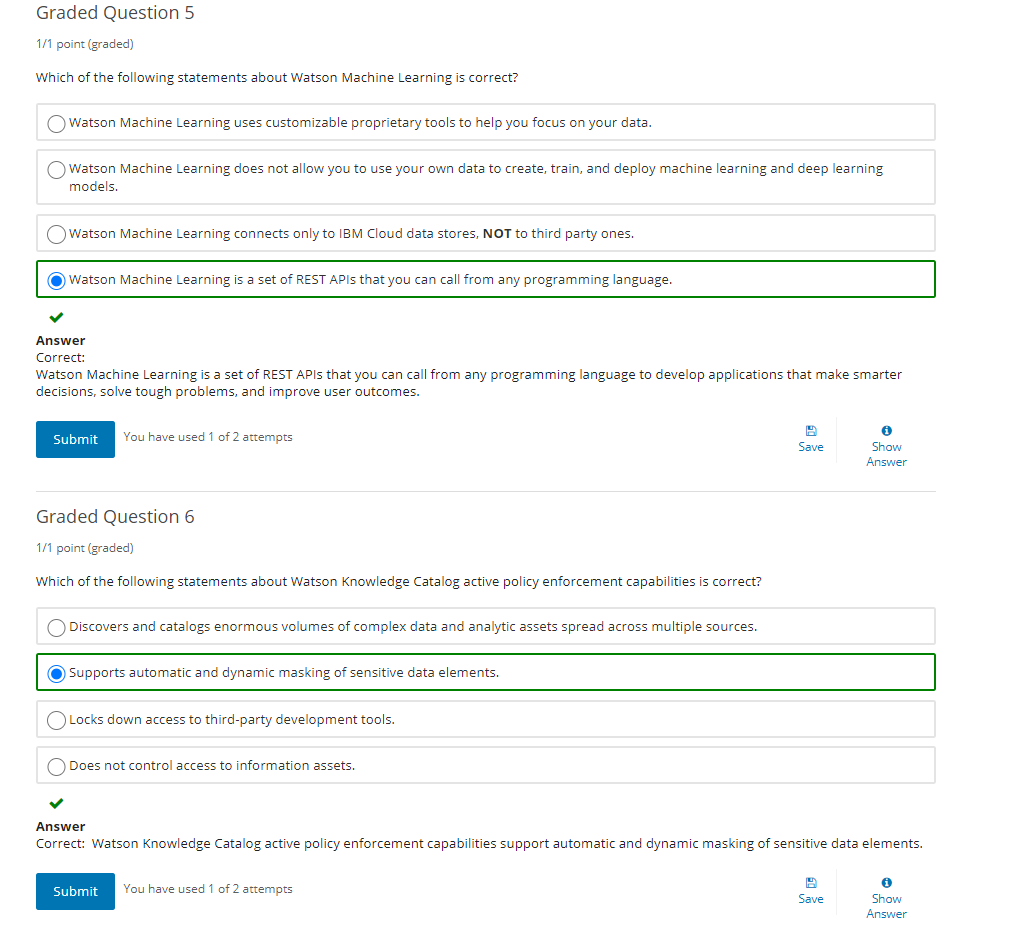 Graded Question 5
1/1 point (graded)
Which of the following statements about Watson Machine Learning is correct?
Watson Machine Learning uses customizable proprietary tools to help you focus on your data.
Watson Machine Learning does not allow you to use your own data to create, train, and deploy machine learning and deep learning
models.
Watson Machine Learning connects only to IBM Cloud data stores, NOT to third party ones.
Watson Machine Learning is a set of REST APIs that you can call from any programming language.
Answer
Correct:
Watson Machine Learning is a set of REST APIs that you can call from any programming language to develop applications that make smarter
decisions, solve tough problems, and improve user outcomes.
Submit
You have used 1 of 2 attempts
Save
Show
Answer
Graded Question 6
1/1 point (graded)
Which of the following statements about Watson Knowledge Catalog active policy enforcement capabilities is correct?
Discovers and catalogs enormous volumes of complex data and analytic assets spread across multiple sources.
Supports automatic and dynamic masking of sensitive data elements.
Locks down access to third-party development tools.
Does not control access to information assets.
Answer
Correct: Watson Knowledge Catalog active policy enforcement capabilities support automatic and dynamic masking of sensitive data elements.
Submit
You have used 1 of 2 attempts
Save
Show
Answer